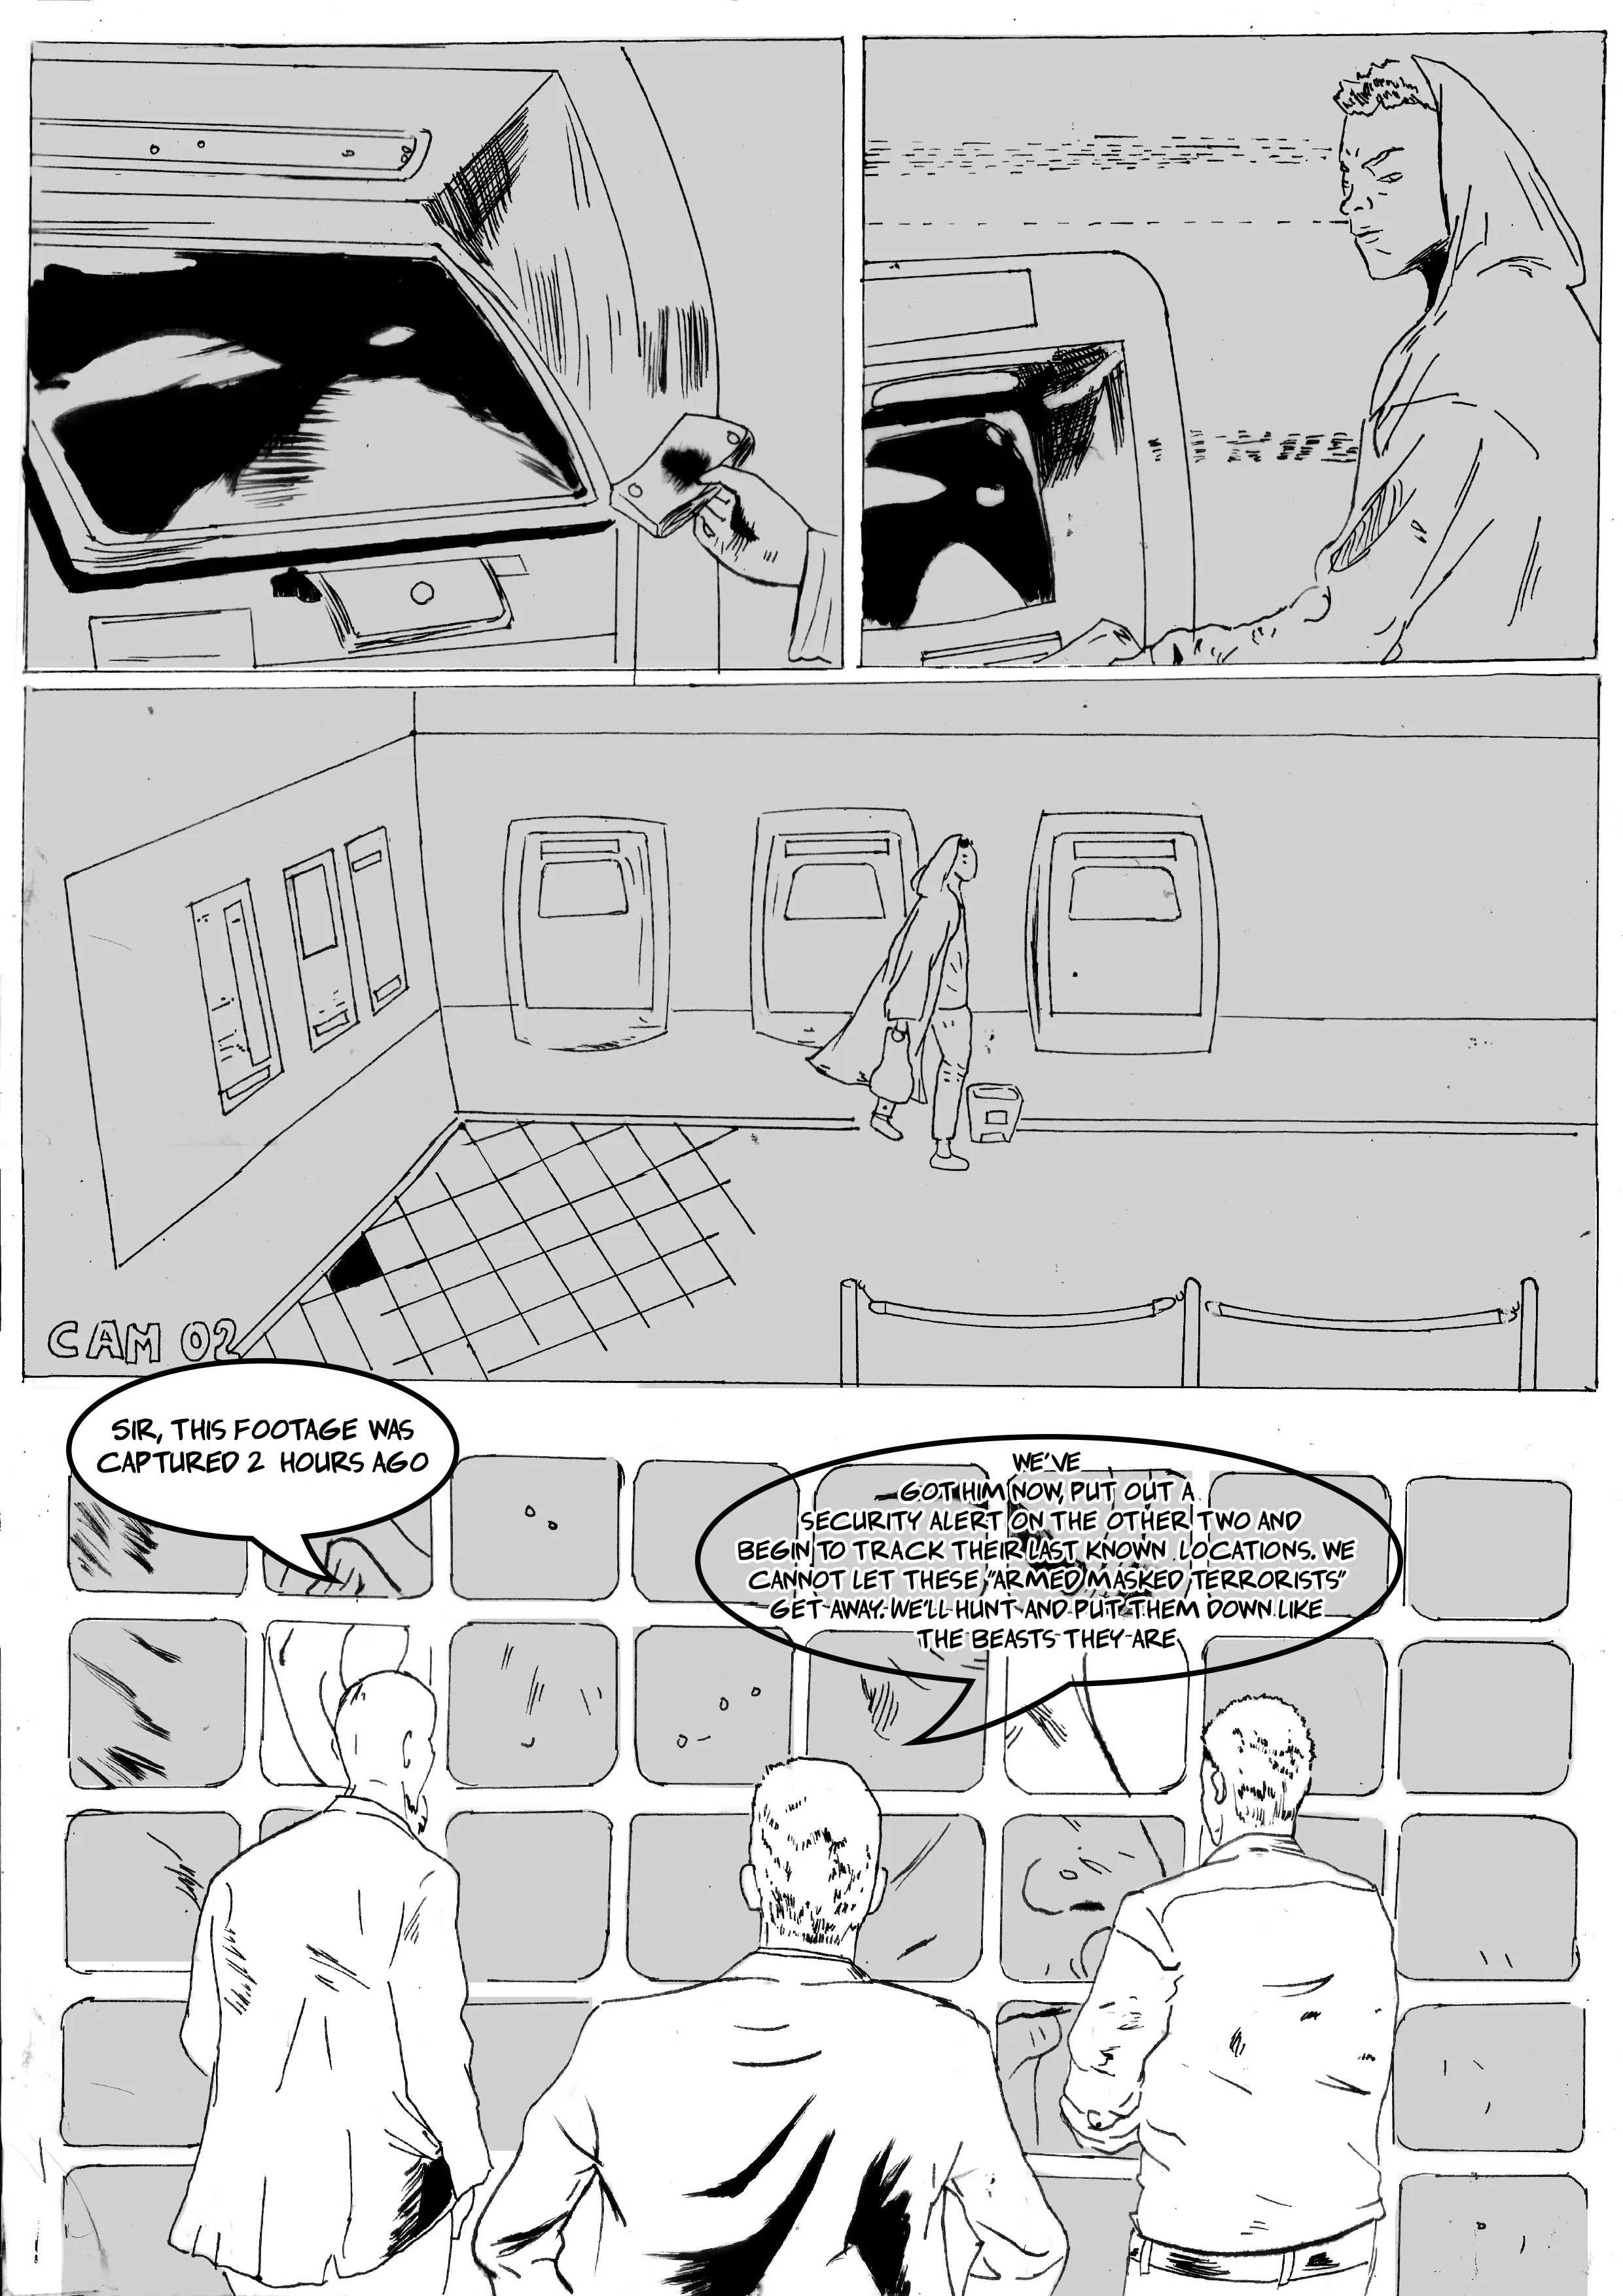 CAM 02
SIR, THIS FOOTAGE WAS
CAPTURED 2 HOURS AGO
WE'VE
GOT HIM NOW, PUT OUT A
SECURITY ALERT ON THE OTHER TWO AND
BEGIN TO TRACK THEIR LAST KNOWN LOCATIONS. WE
CANNOT LET THESE "ARMED MASKED TERRORISTS"
GET AWAY. WE'LL HUNT AND PUT THEM DOWN LIKE
THE BEASTS THEY ARE